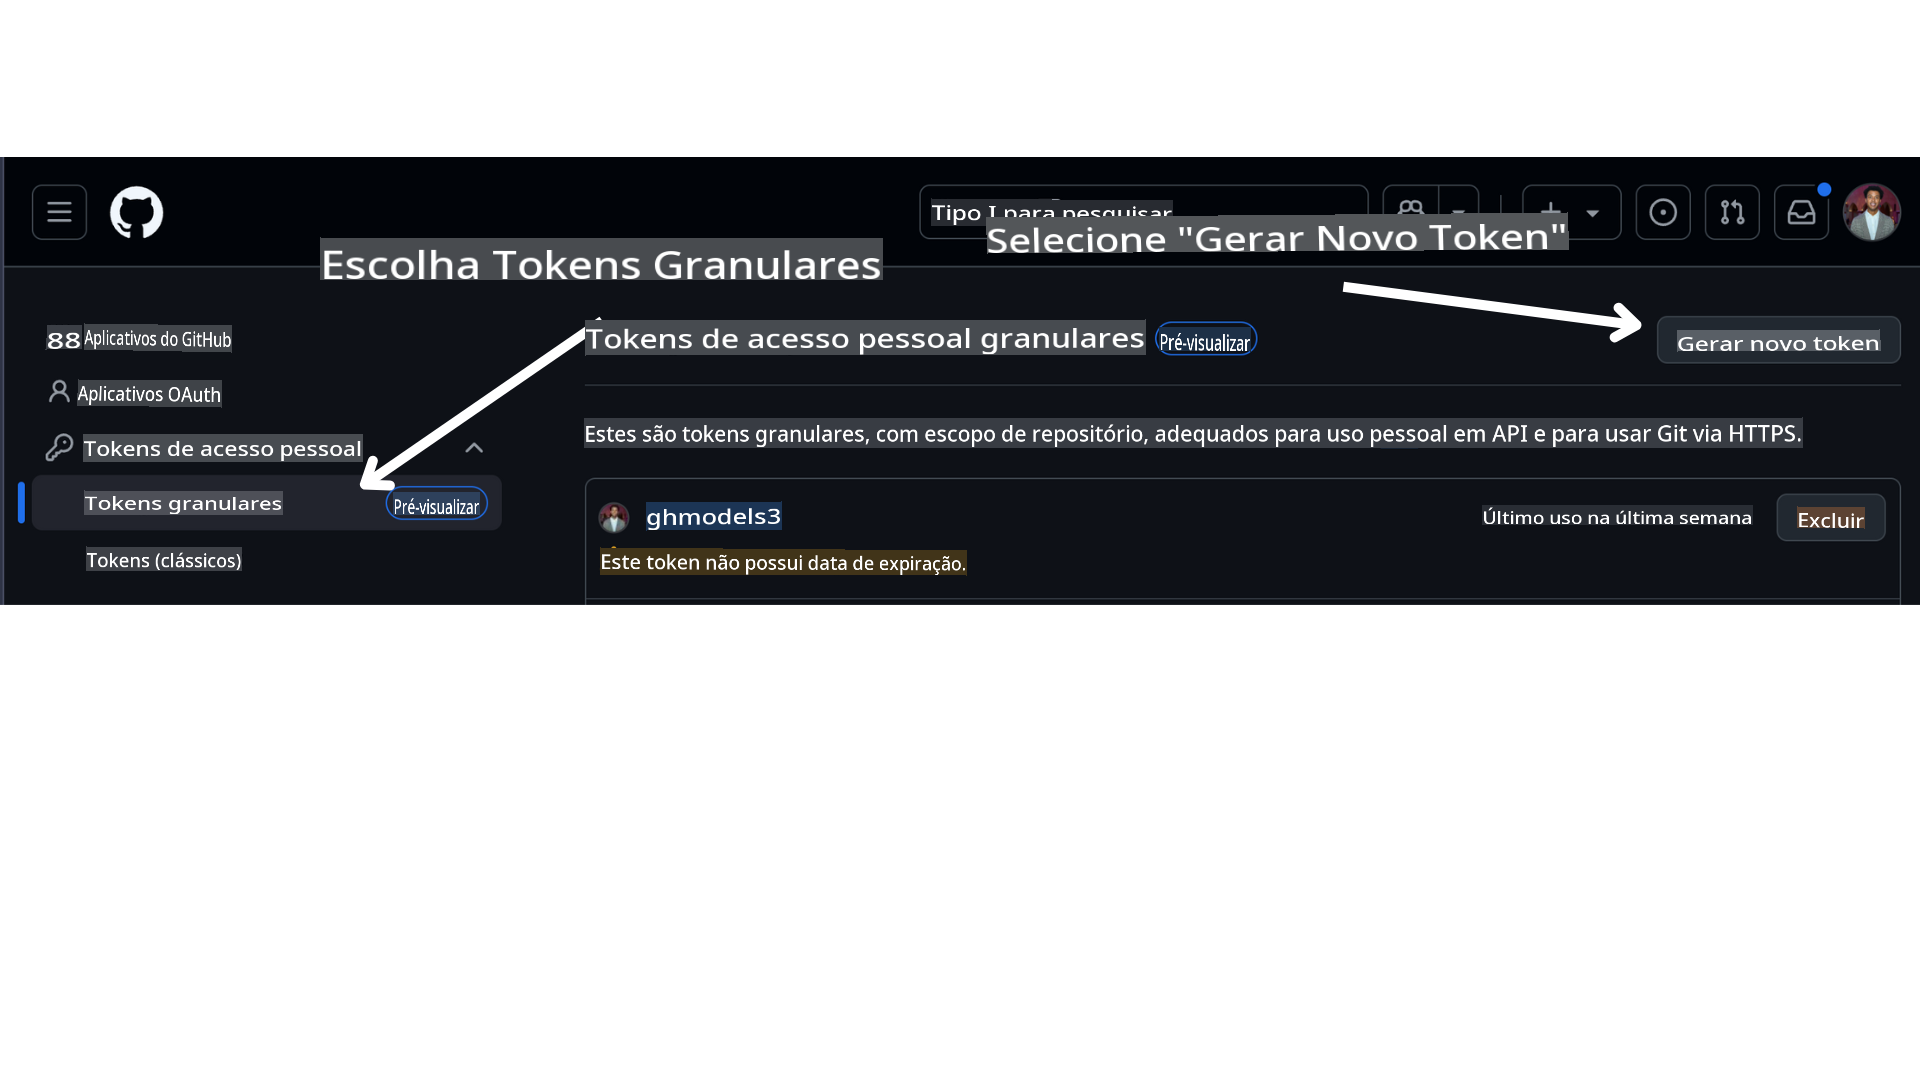 Tipo I para pesquisar
Selecione "Gerar Novo Token"
Escolha Tokens Granulares
88 Aplicativos do GitHub
Aplicativos OAuth
Tokens de acesso pessoal
Tokens granulares Pré-visualizar
Tokens (clássicos)
Tokens de acesso pessoal granulares Pré-visualizar
Gerar novo token
Estes são tokens granulares, com escopo de repositório, adequados para uso pessoal em API e para usar Git via HTTPS.
ghmodels3
Último uso na última semana
Excluir
Este token não possui data de expiração.